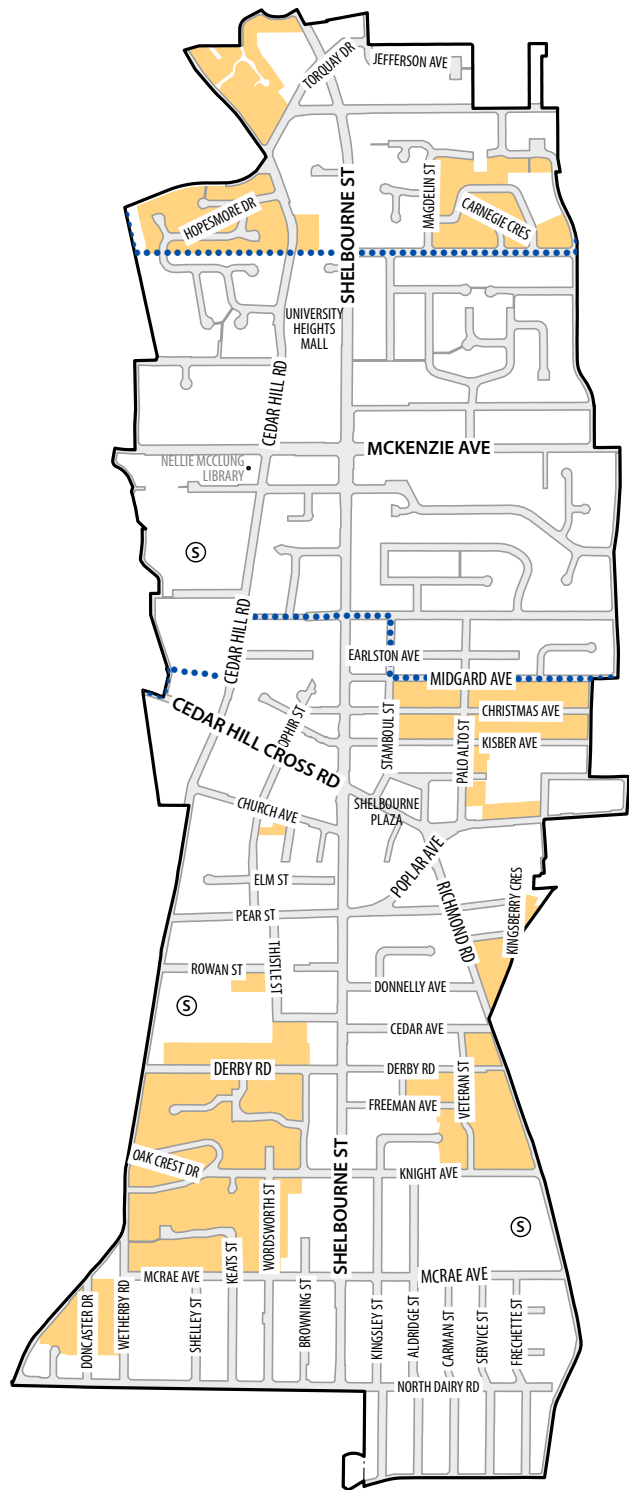 TORQUAY DR
JEFFERSON AVE
SHELBOURNE ST
MAGDELIN ST
HOPESMORE DR
CARNEGIE CRES
UNIVERSITY
HEIGHTS
MALL
CEDAR HILL RD
MCKENZIE AVE
NELLIE MCCLUNG
LIBRARY
S
CEDAR HILL RD
EARLSTON AVE
MIDGARD AVE
CEDAR HILL CROSS RD
OPHIR ST
STAMBOUL ST
CHRISTMAS AVE
PALO ALTO ST
KISBER AVE
CHURCH AVE
SHELBOURNE
PLAZA
POPLAR AVE
ELM ST
RICHMOND RD
KINGSBERRY CRES
PEAR ST
THISTLE ST
ROWAN ST
DONNELLY AVE
S
CEDAR AVE
DERBY RD
DERBY RD
VETERAN ST
FREEMAN AVE
SHELBOURNE ST
OAK CREST DR
KNIGHT AVE
WORDSWORTH ST
S
KEATS ST
MCRAE AVE
MCRAE AVE
DONCASTER DR
WETHERBY RD
SHELLEY ST
BROWNING ST
KINGSLEY ST
ALDRIDGE ST
CARMAN ST
SERVICE ST
FRECHETTE ST
NORTH DAIRY RD